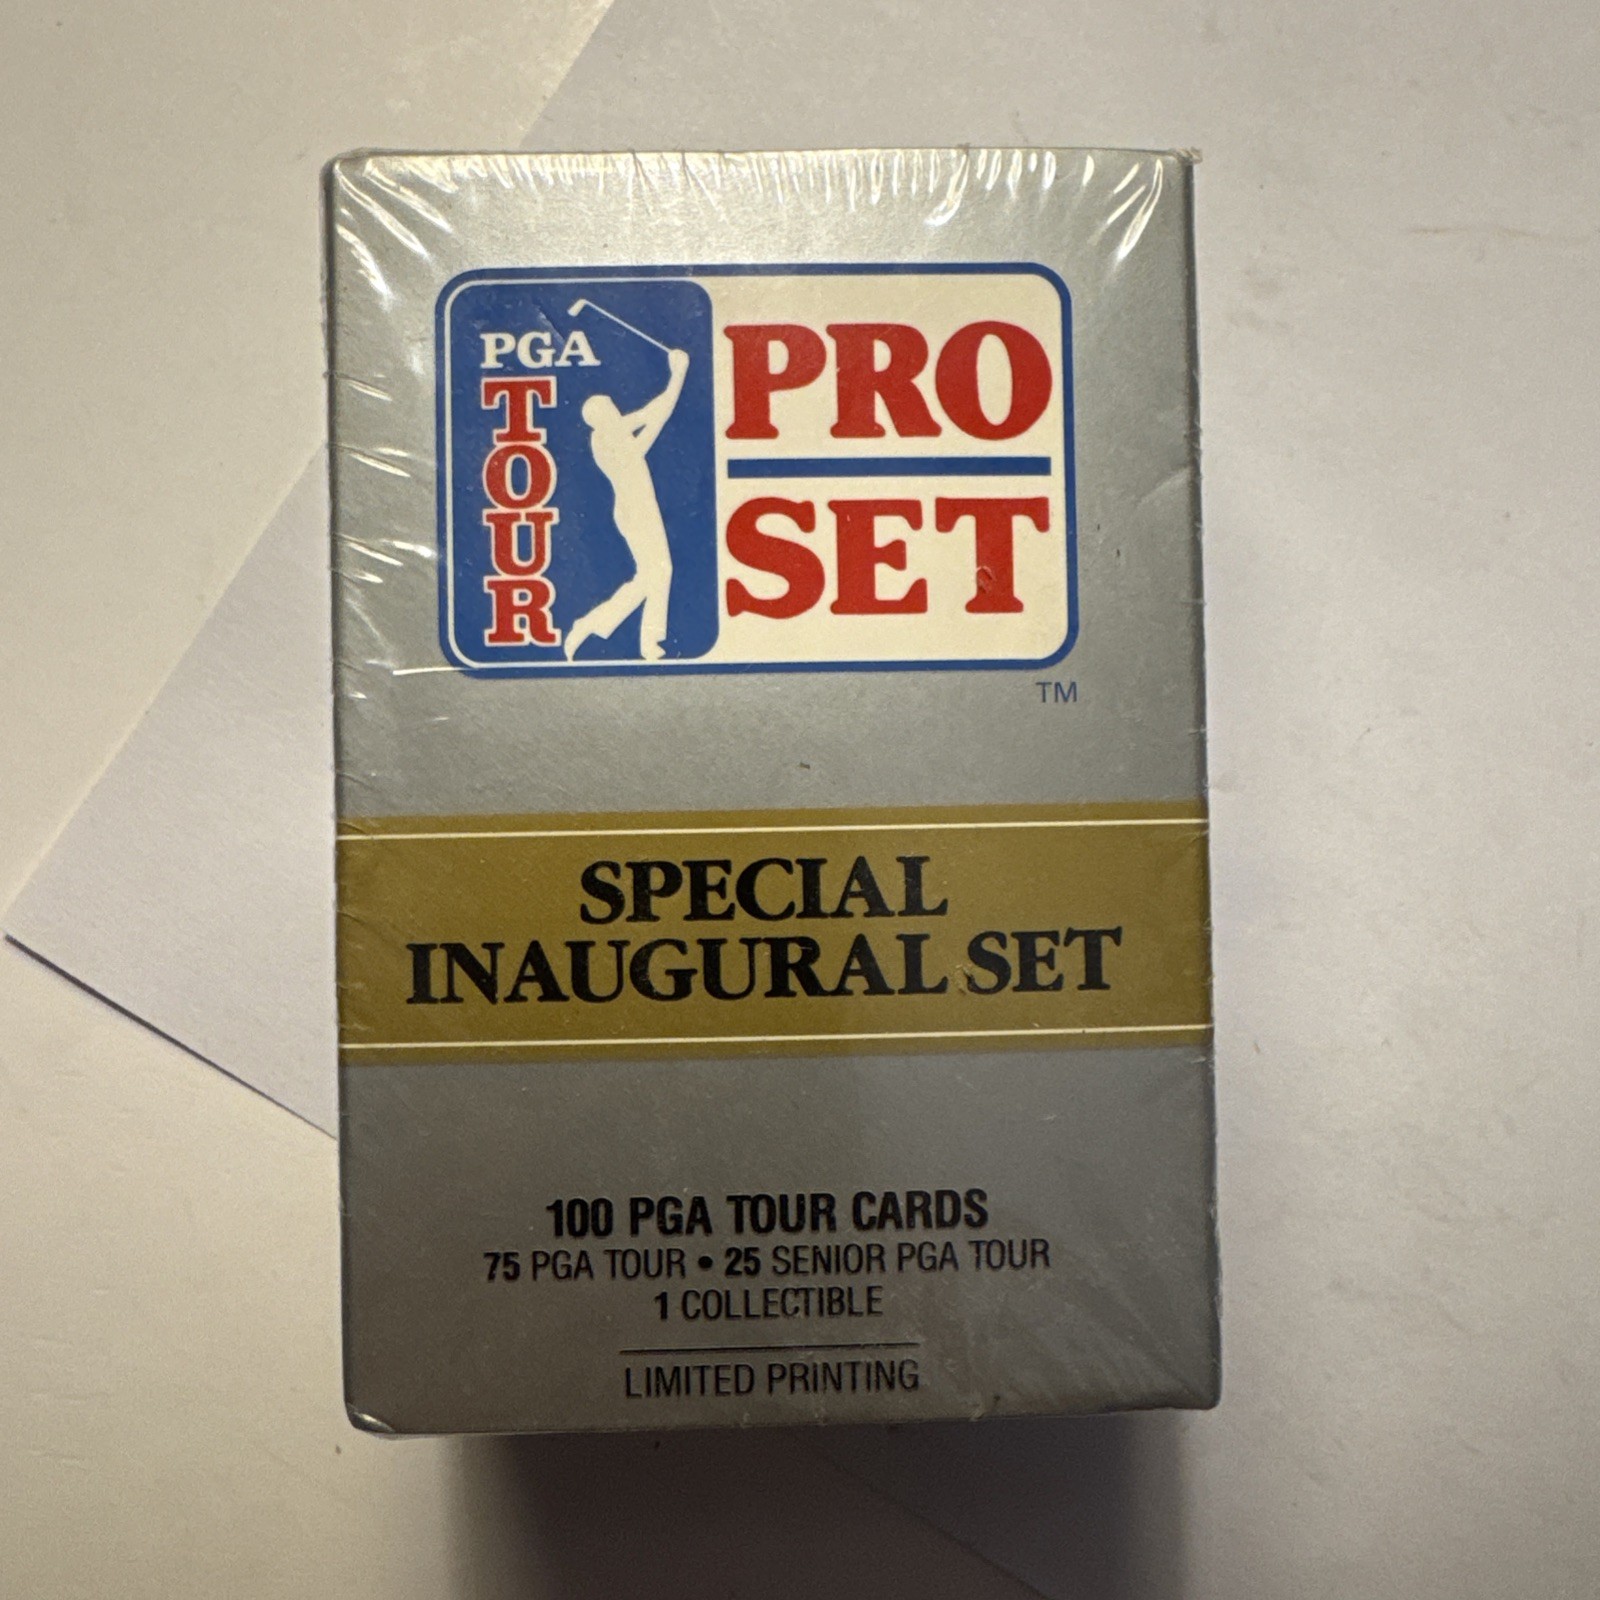 PGA
TOUR
PRO
SET
TM
SPECIAL
INAUGURAL SET
100 PGA TOUR CARDS
75 PGA TOUR • 25 SENIOR PGA TOUR
1 COLLECTIBLE
LIMITED PRINTING